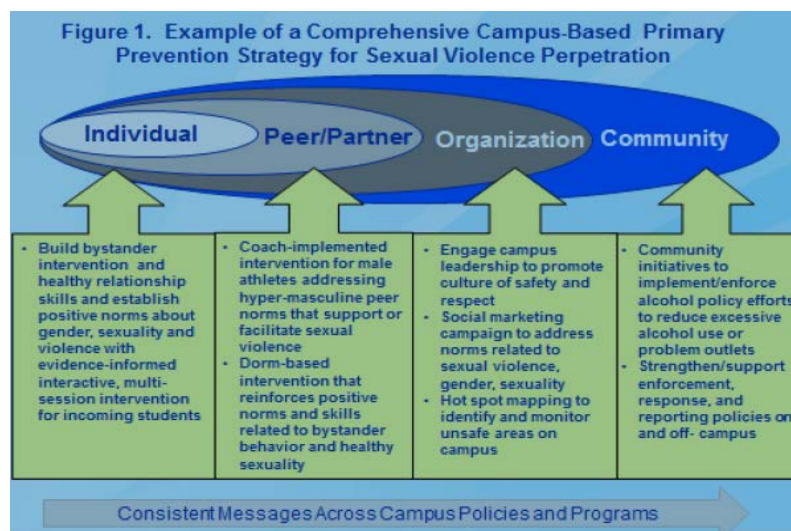 Figure 1. Example of a Comprehensive Campus-Based Primary
Prevention Strategy for Sexual Violence Perpetration
Individual
Peer/Partner
Organization
Community
• Build bystander
intervention and
healthy relationship
skills and establish
positive norms about
gender, sexuality and
violence with
evidence-informed
interactive, multi-
session intervention
for incoming students
• Coach-implemented
intervention for male
athletes addressing
hyper-masculine peer
norms that support or
facilitate sexual
violence
• Dorm-based
intervention that
reinforces positive
norms and skills
related to bystander
behavior and healthy
sexuality
• Engage campus
leadership to promote
culture of safety and
respect
• Social marketing
campaign to address
norms related to
sexual violence,
gender, sexuality
• Hot spot mapping to
identify and monitor
unsafe areas on
campus
• Community
initiatives to
implement/enforce
alcohol policy efforts
to reduce excessive
alcohol use or
problem outlets
• Strengthen/support
enforcement,
response, and
reporting policies on
and off- campus
Consistent Messages Across Campus Policies and Programs